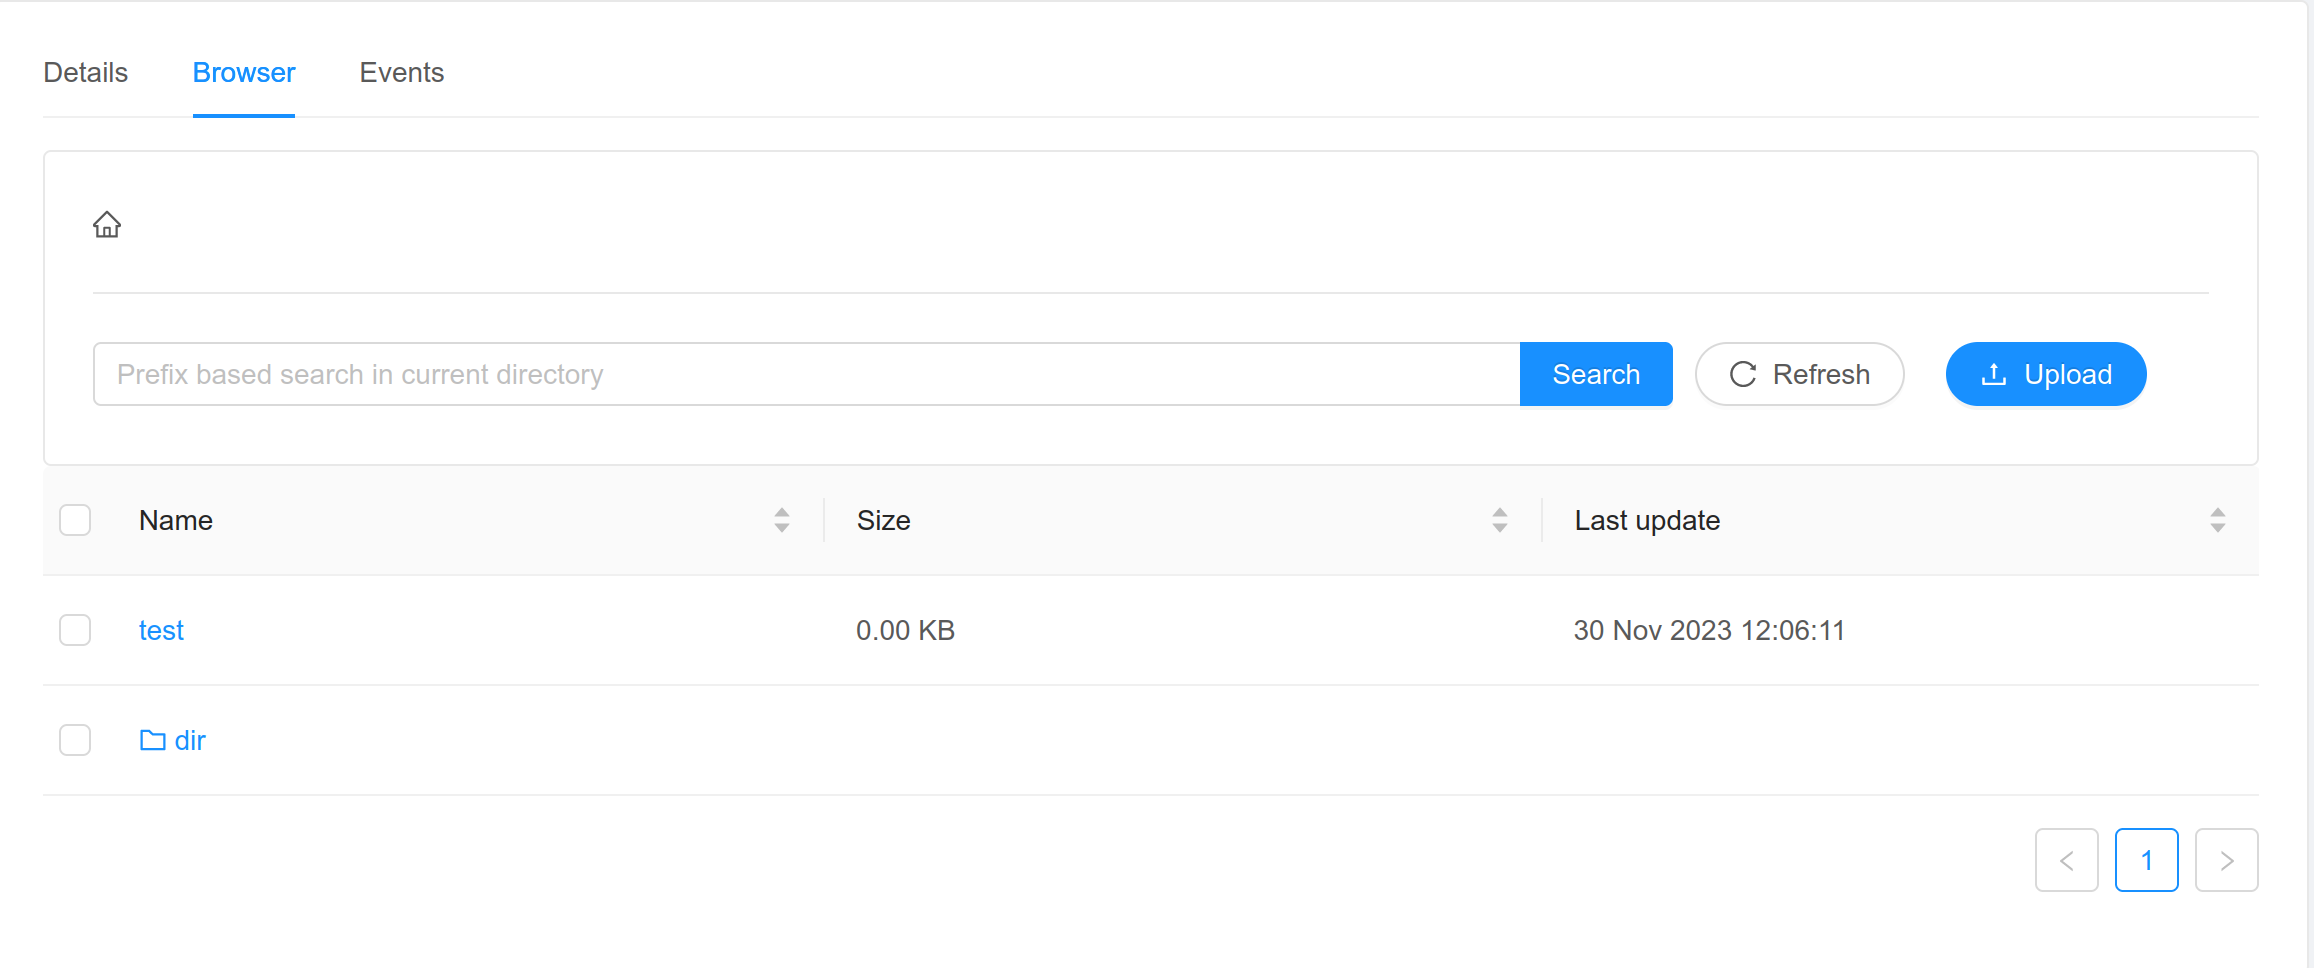 Details Browser Events
Prefix based search in current directory Search Refresh Upload
Name Size Last update
test 0.00 KB 30 Nov 2023 12:06:11
dir
1